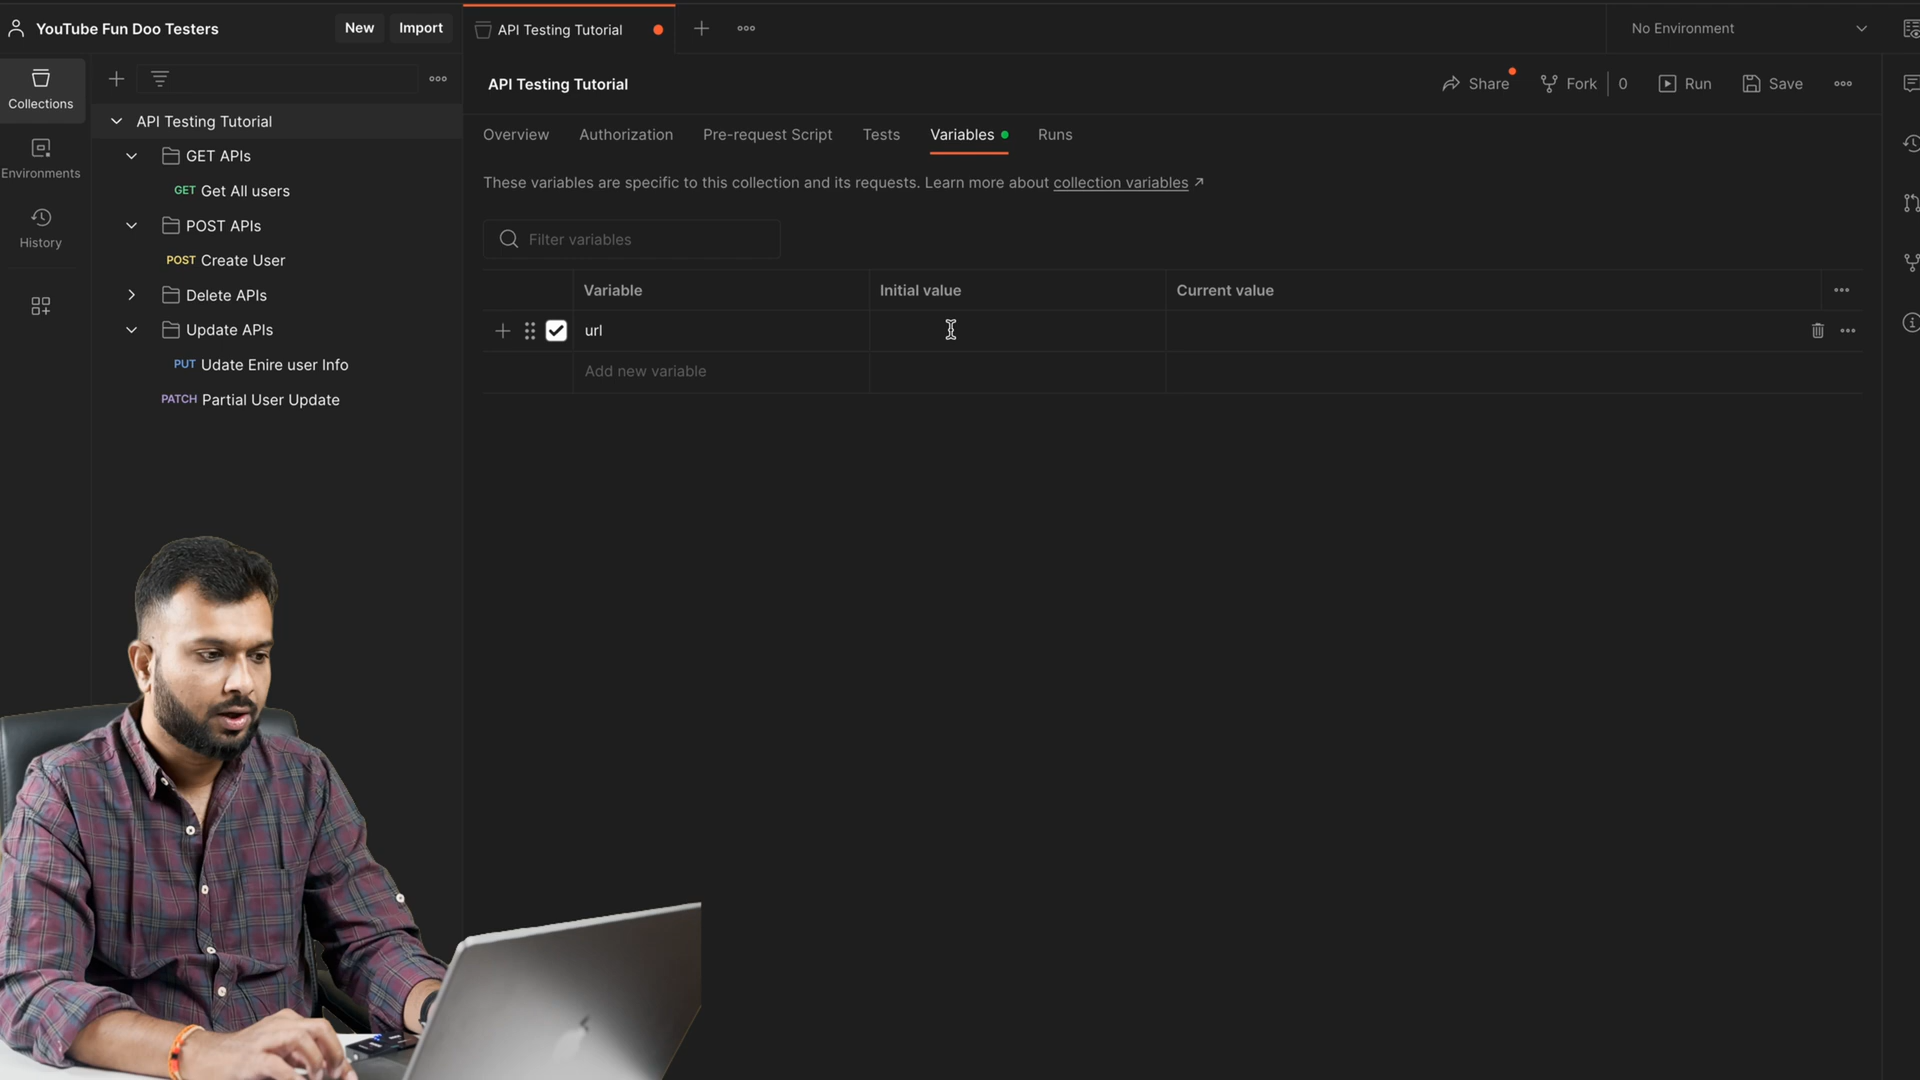 YouTube Fun Doo Testers
New
Import
API Testing Tutorial
No Environment
Collections
Environments
History
API Testing Tutorial
GET APIs
GET Get All users
POST APIs
POST Create User
Delete APIs
Update APIs
PUT Udate Enire user Info
PATCH Partial User Update
API Testing Tutorial
Share
Fork 0
Run
Save
Overview
Authorization
Pre-request Script
Tests
Variables
Runs
These variables are specific to this collection and its requests. Learn more about collection variables ↗
Filter variables
Variable
Initial value
Current value
url
Add new variable